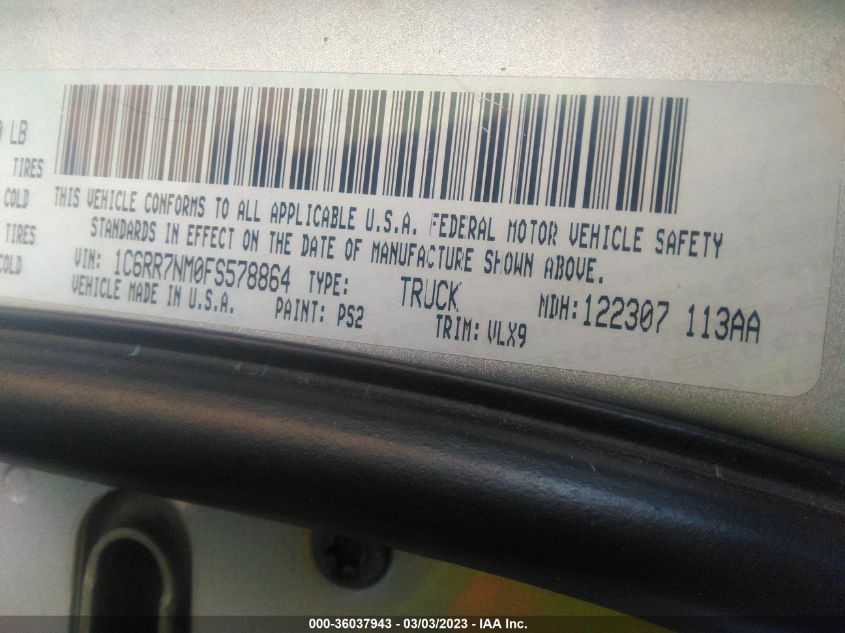 0 LB
TIRES
COLD
TIRES
COLD
THIS VEHICLE CONFORMS TO ALL APPLICABLE U.S.A. FEDERAL MOTOR VEHICLE SAFETY
STANDARDS IN EFFECT ON THE DATE OF MANUFACTURE SHOWN ABOVE.
VIN: 1C6RR7NM0FS578864 TYPE: TRUCK MDH:122307 113AA
VEHICLE MADE IN U.S.A. PAINT: PS2 TRIM: VLX9
000-36037943 - 03/03/2023 - IAA Inc.